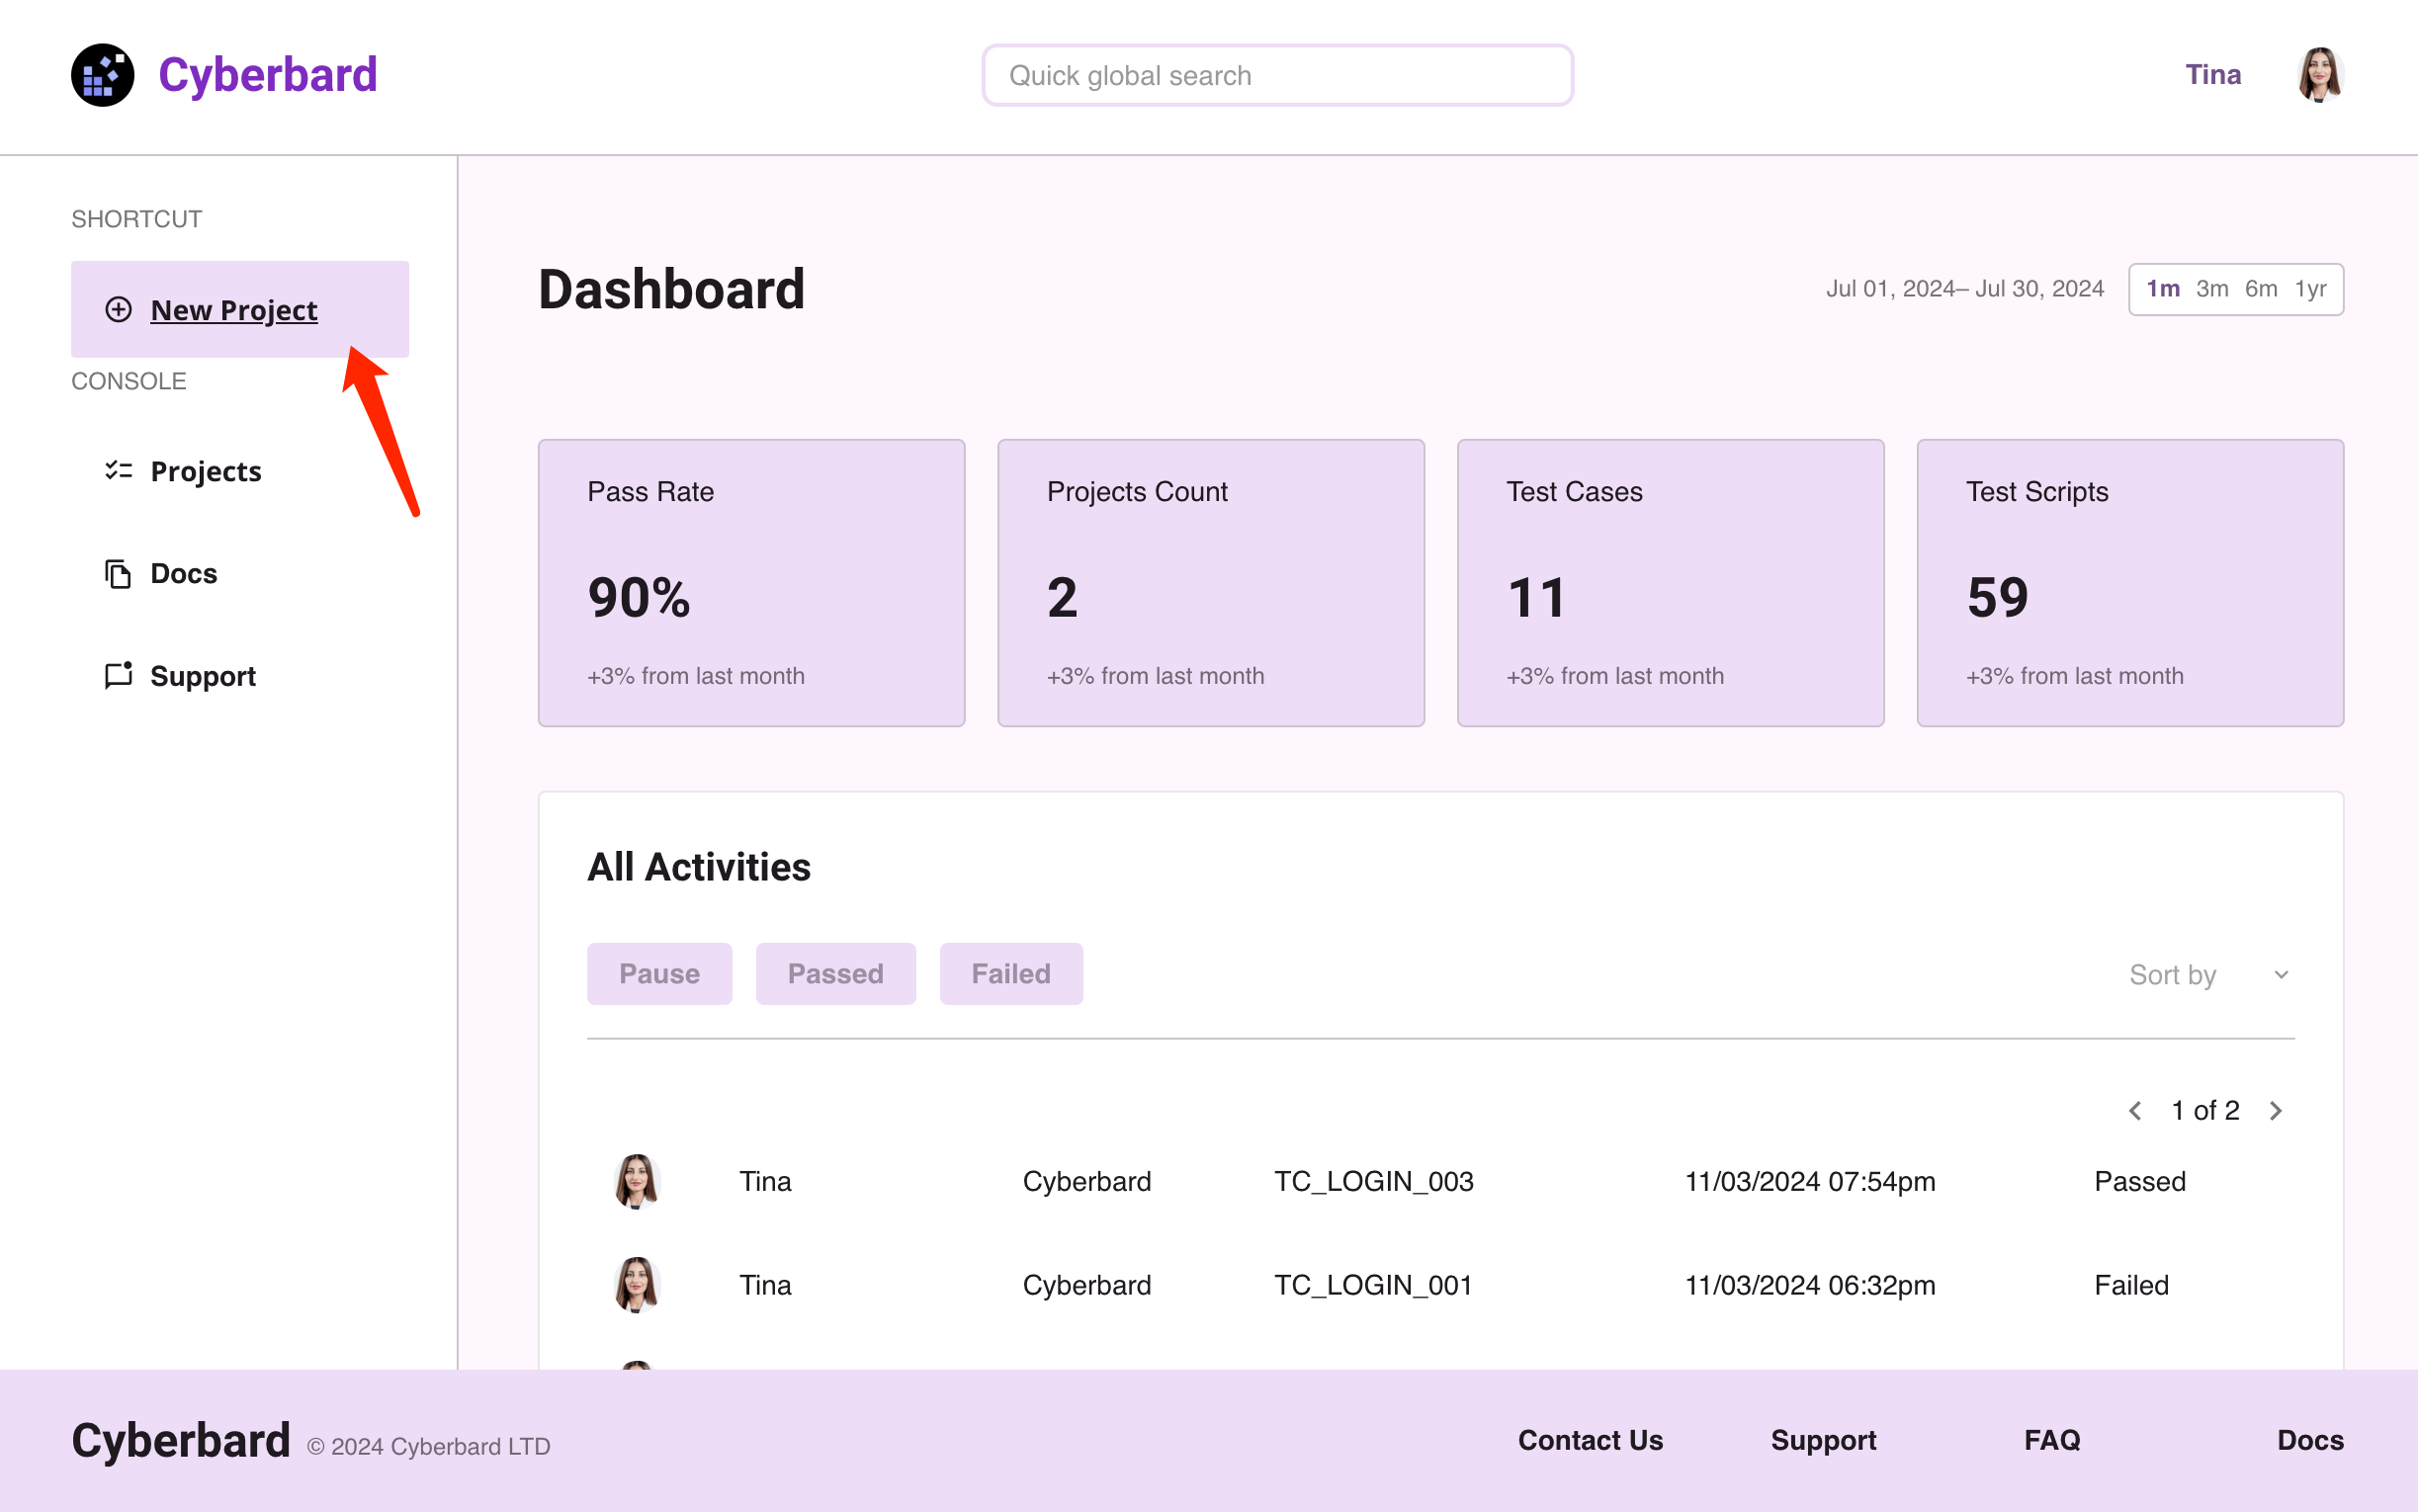 Cyberbard
Quick global search
Tina
SHORTCUT
New Project
CONSOLE
Projects
Docs
Support
Dashboard
Jul 01, 2024– Jul 30, 2024
1m 3m 6m 1yr
Pass Rate
90%
+3% from last month
Projects Count
2
+3% from last month
Test Cases
11
+3% from last month
Test Scripts
59
+3% from last month
All Activities
Pause Passed Failed
Sort by
1 of 2
Tina Cyberbard TC_LOGIN_003 11/03/2024 07:54pm Passed
Tina Cyberbard TC_LOGIN_001 11/03/2024 06:32pm Failed
Cyberbard © 2024 Cyberbard LTD
Contact Us Support FAQ Docs